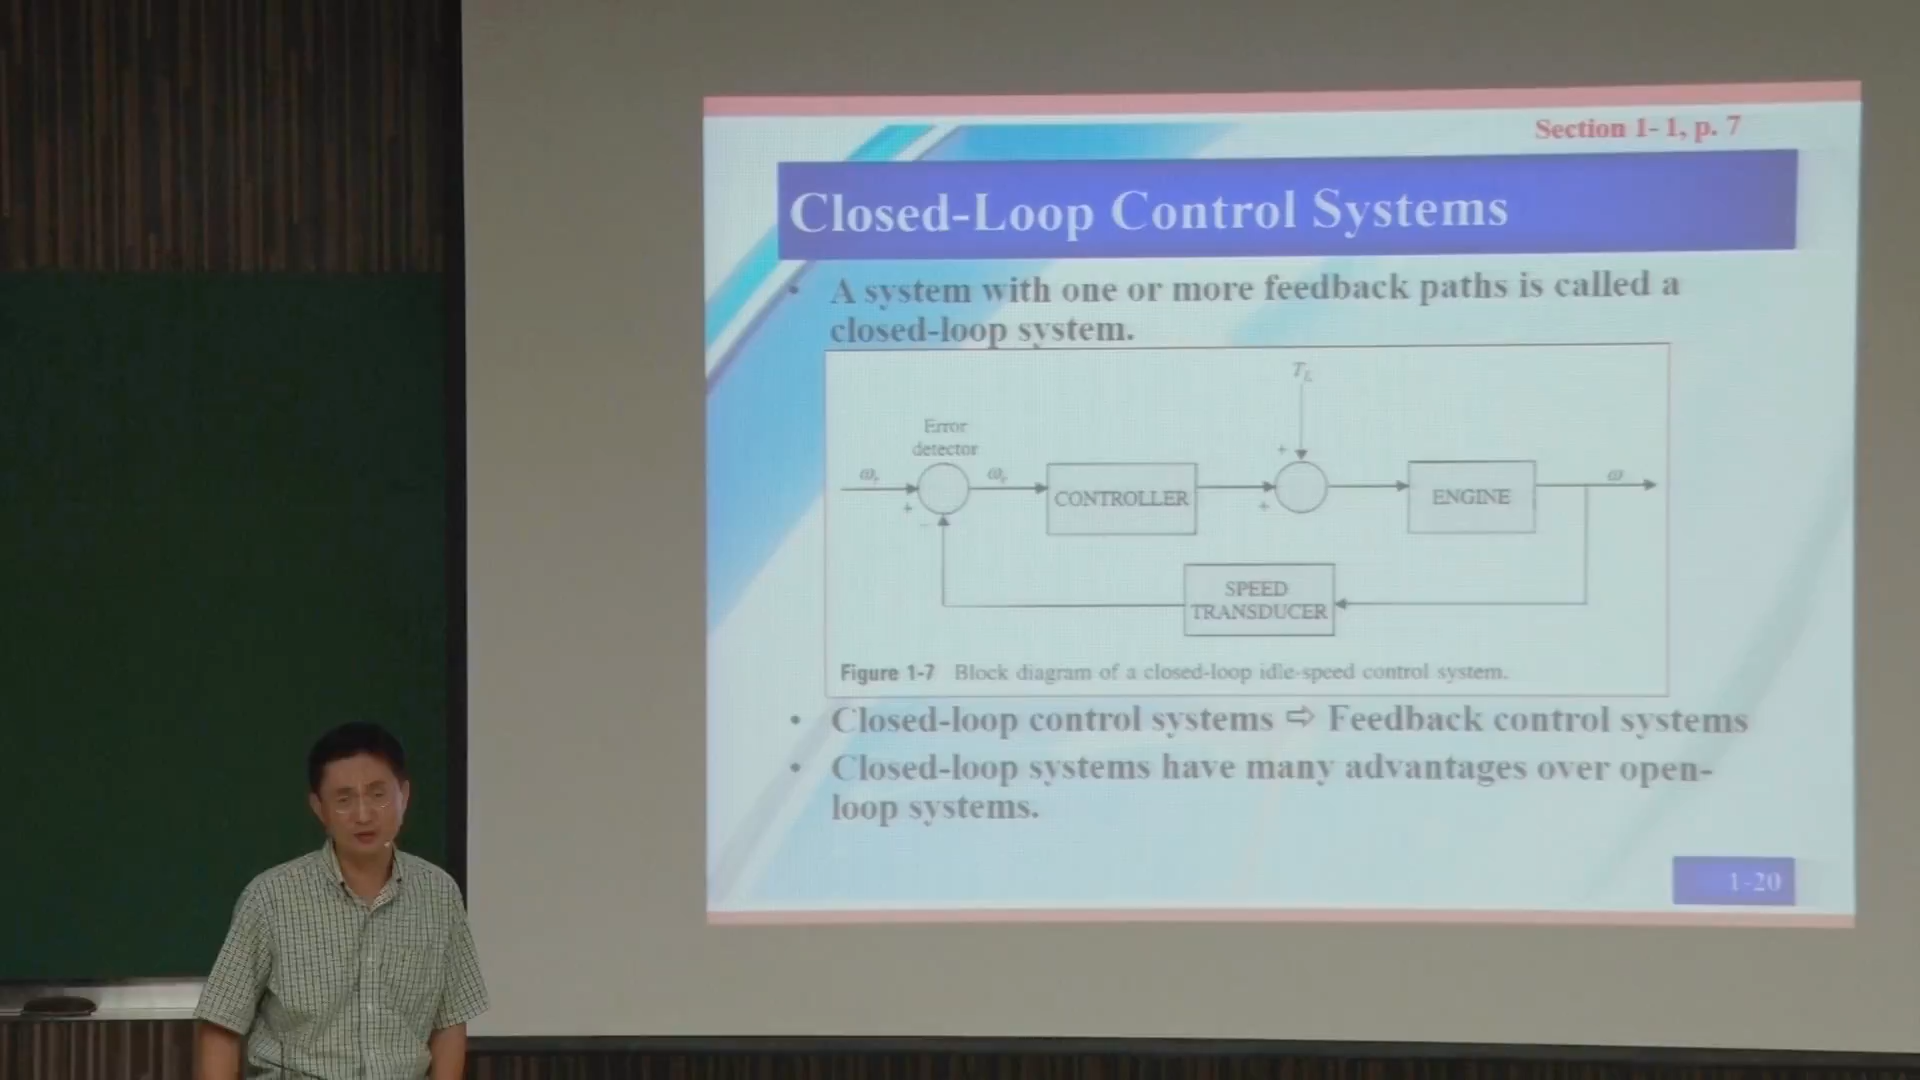 Section 1-1, p. 7
Closed-Loop Control Systems
• A system with one or more feedback paths is called a
closed-loop system.
T_L
Error
detector
ω_r
ω_e
ω
+
−
+
+
CONTROLLER
ENGINE
SPEED
TRANSDUCER
Figure 1-7 Block diagram of a closed-loop idle-speed control system.
• Closed-loop control systems ⇨ Feedback control systems
• Closed-loop systems have many advantages over open-
loop systems.
1-20